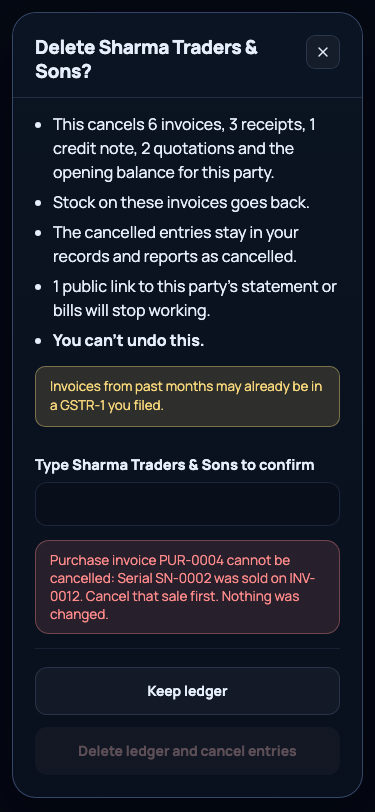 Delete Sharma Traders &
Sons?
• This cancels 6 invoices, 3 receipts, 1
credit note, 2 quotations and the
opening balance for this party.
• Stock on these invoices goes back.
• The cancelled entries stay in your
records and reports as cancelled.
• 1 public link to this party’s statement or
bills will stop working.
• You can’t undo this.
Invoices from past months may already be in
a GSTR-1 you filed.
Type Sharma Traders & Sons to confirm
Purchase invoice PUR-0004 cannot be
cancelled: Serial SN-0002 was sold on INV-
0012. Cancel that sale first. Nothing was
changed.
Keep ledger
Delete ledger and cancel entries